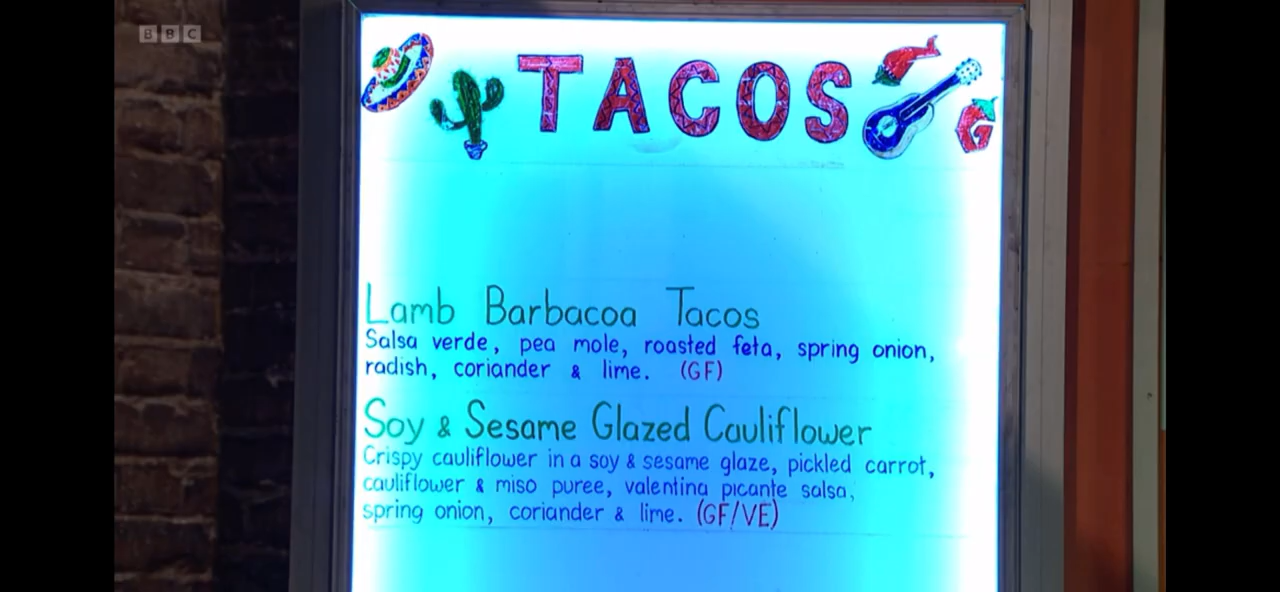 BBC
TACOS
Lamb Barbacoa Tacos
Salsa verde, pea mole, roasted feta, spring onion,
radish, coriander & lime. (GF)
Soy & Sesame Glazed Cauliflower
Crispy cauliflower in a soy & sesame glaze, pickled carrot,
cauliflower & miso puree, valentina picante salsa,
spring onion, coriander & lime. (GF/VE)